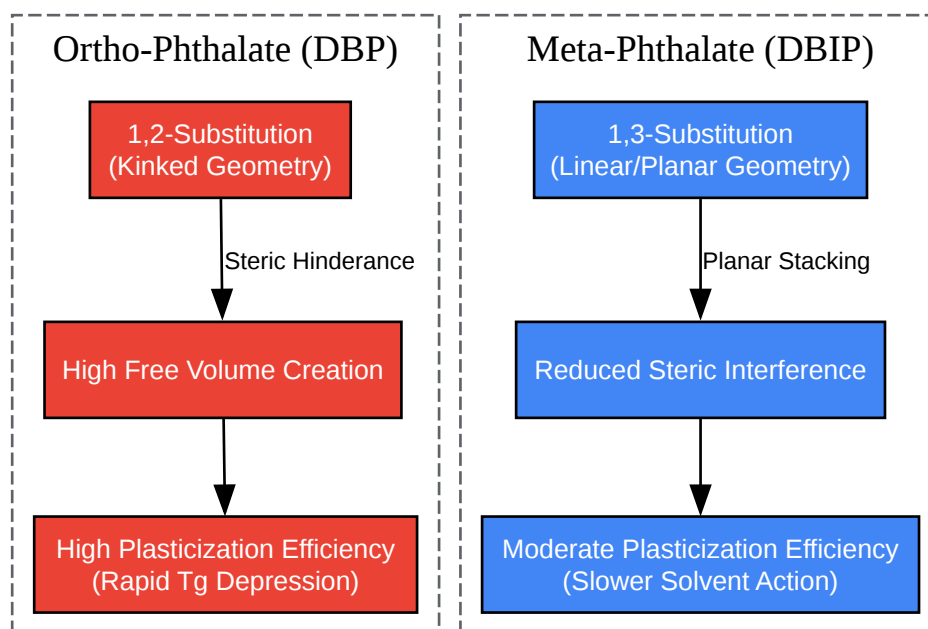 Ortho-Phthalate (DBP)
1,2-Substitution
(Kinked Geometry)
Steric Hinderance
High Free Volume Creation
High Plasticization Efficiency
(Rapid Tg Depression)
Meta-Phthalate (DBIP)
1,3-Substitution
(Linear/Planar Geometry)
Planar Stacking
Reduced Steric Interference
Moderate Plasticization Efficiency
(Slower Solvent Action)